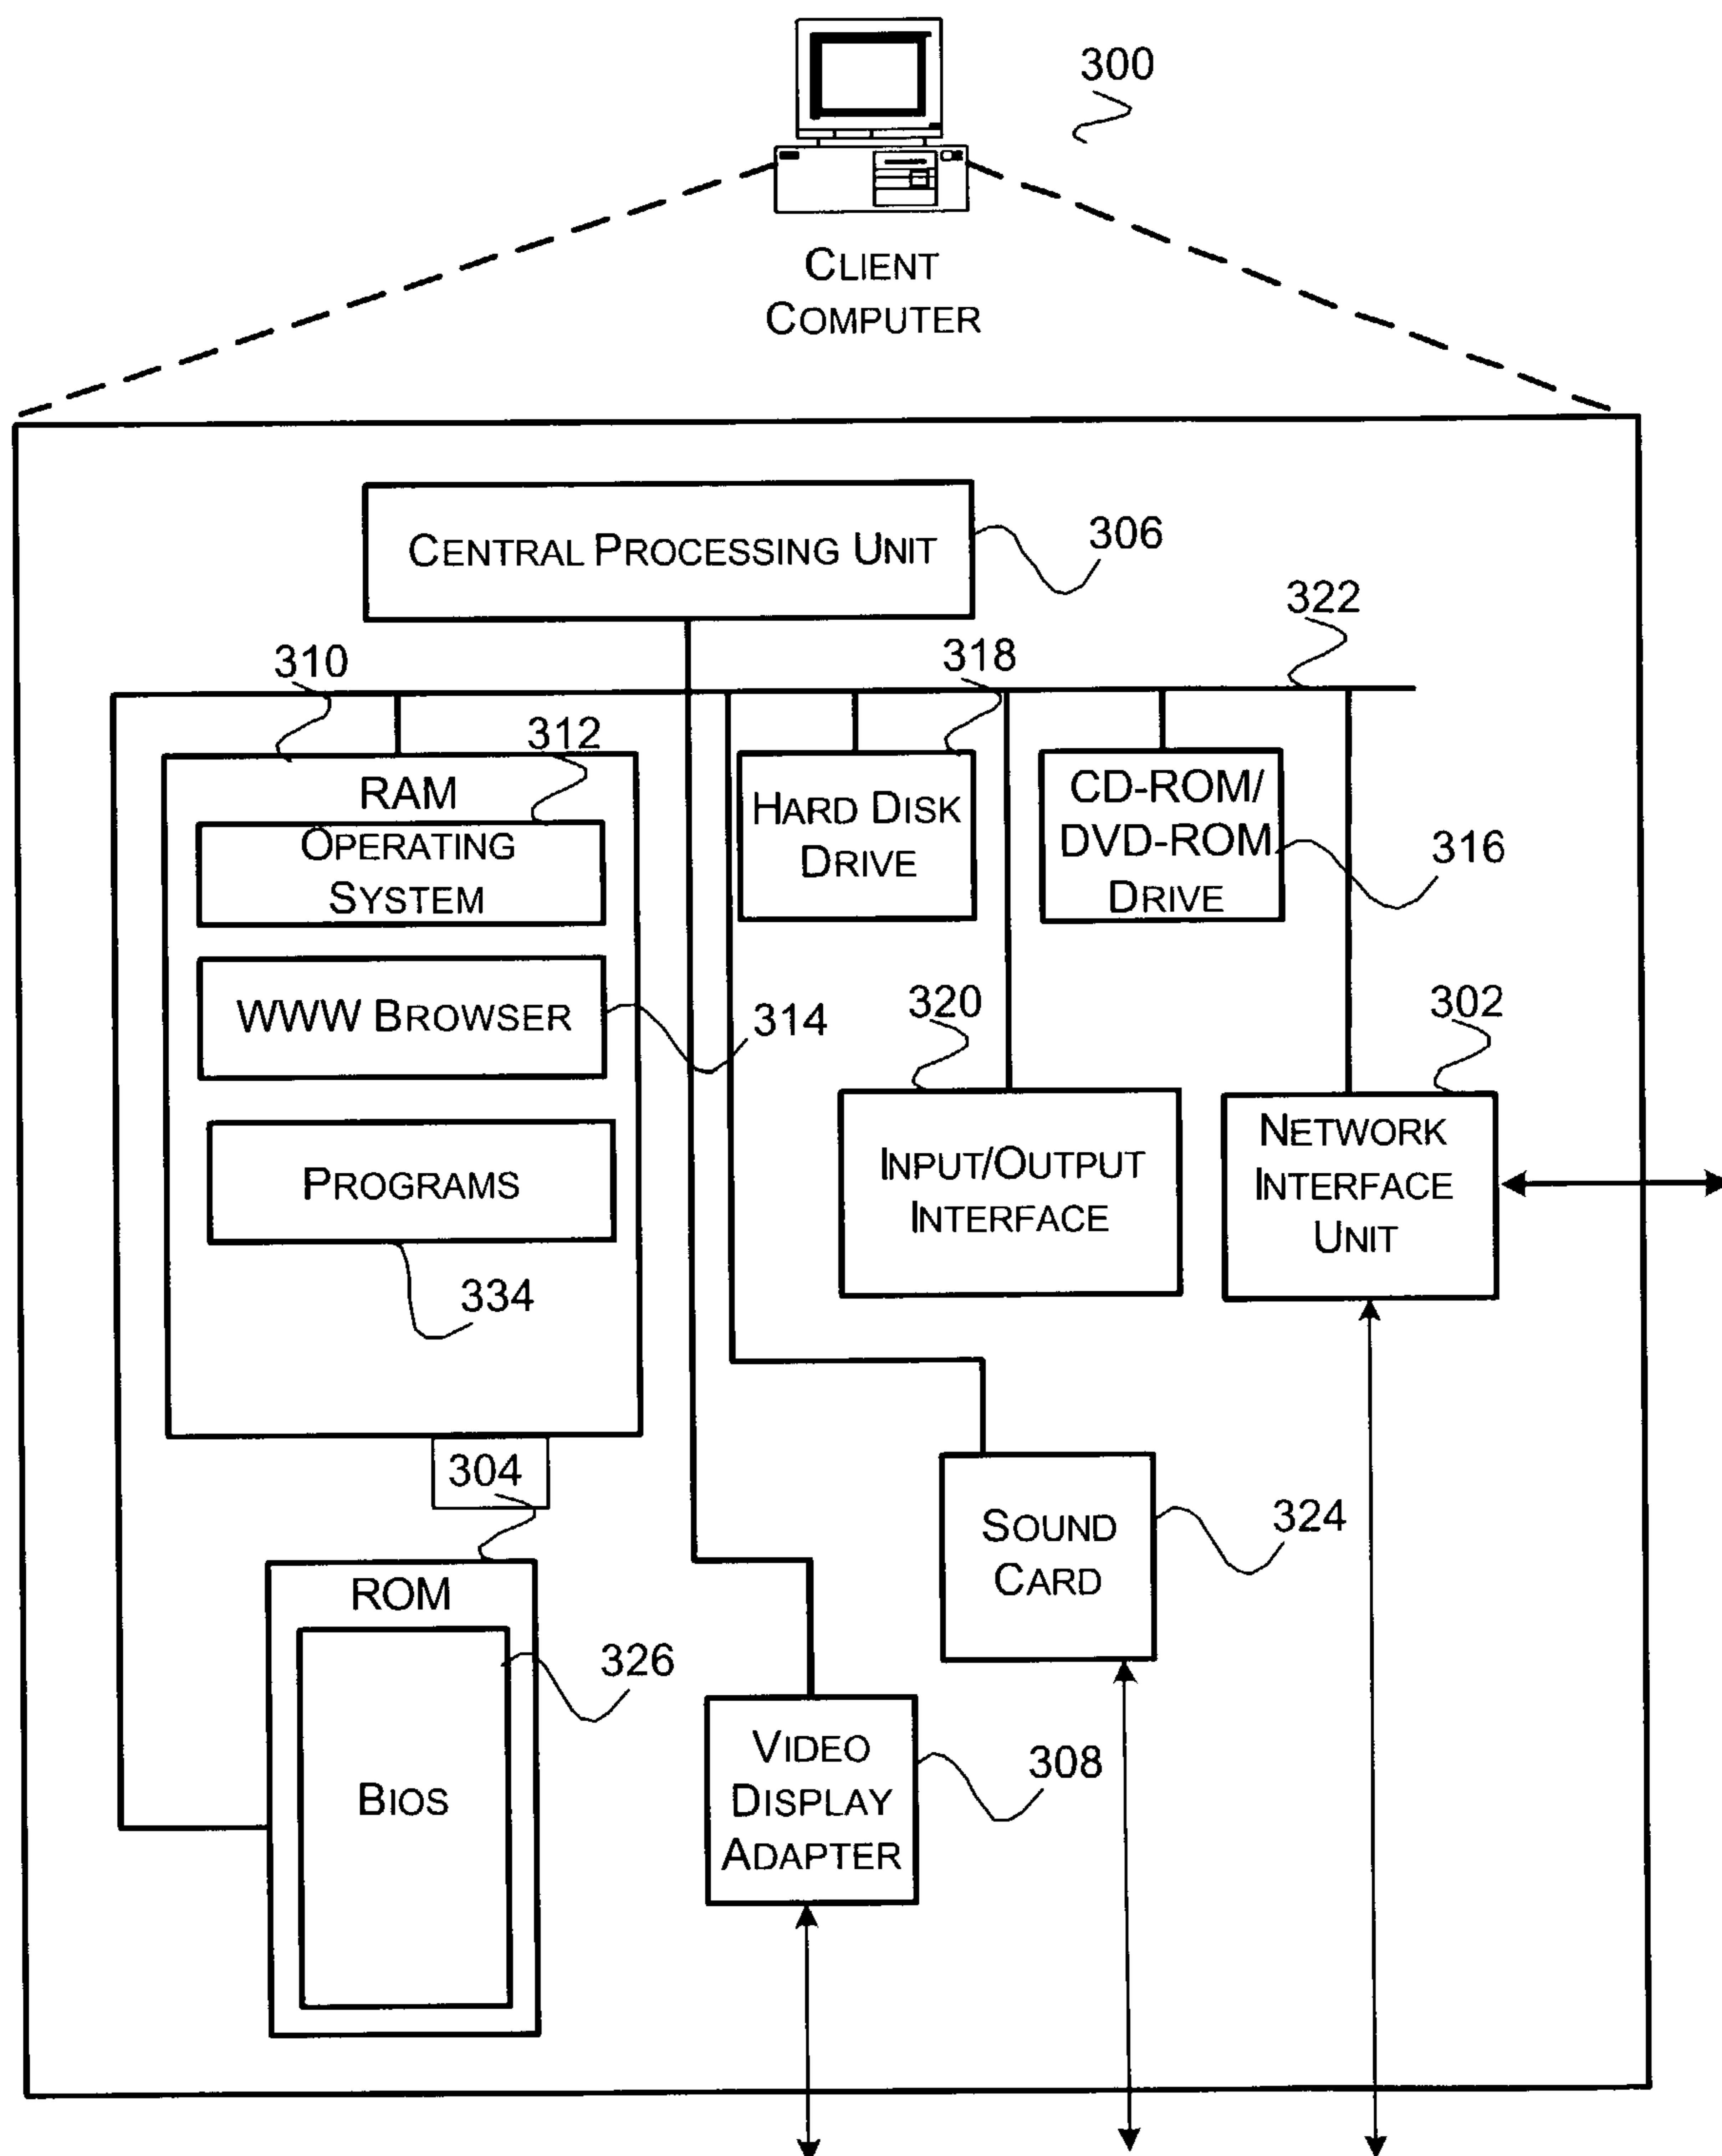 300
CLIENT
COMPUTER
CENTRAL PROCESSING UNIT
306
322
310
318
312
RAM
OPERATING
SYSTEM
HARD DISK
DRIVE
CD-ROM/
DVD-ROM
DRIVE
316
WWW BROWSER
314
320
302
PROGRAMS
INPUT/OUTPUT
INTERFACE
NETWORK
INTERFACE
UNIT
334
304
SOUND
CARD
324
ROM
326
BIOS
VIDEO
DISPLAY
ADAPTER
308